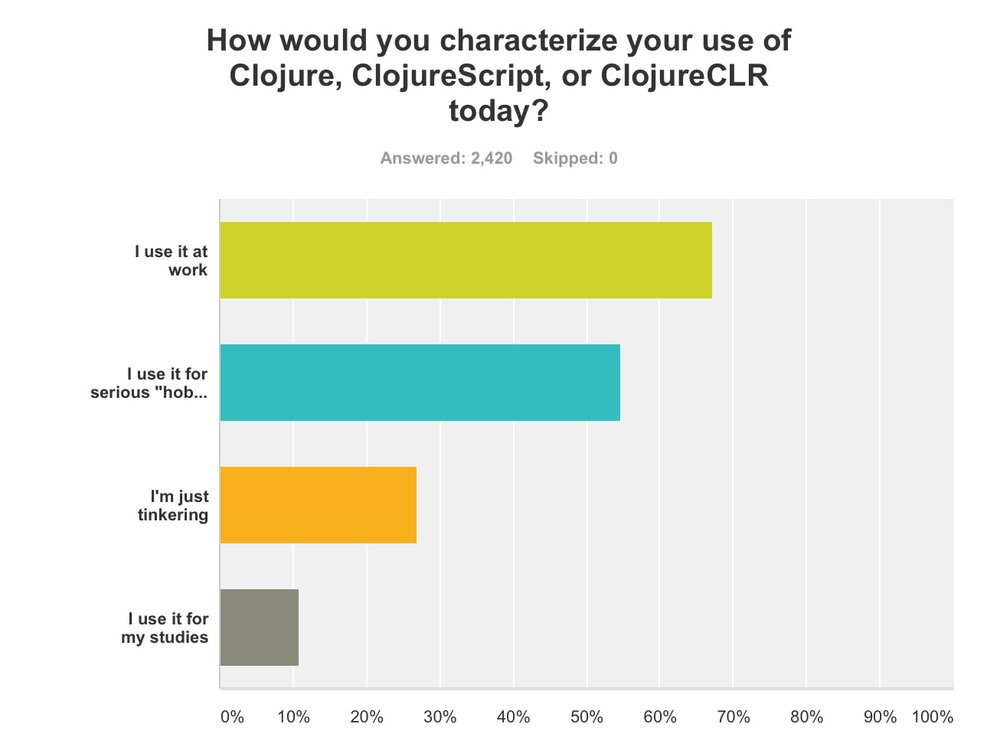 How would you characterize your use of
Clojure, ClojureScript, or ClojureCLR
today?
Answered: 2,420 Skipped: 0
I use it at
work
I use it for
serious "hob...
I'm just
tinkering
I use it for
my studies
0% 10% 20% 30% 40% 50% 60% 70% 80% 90% 100%